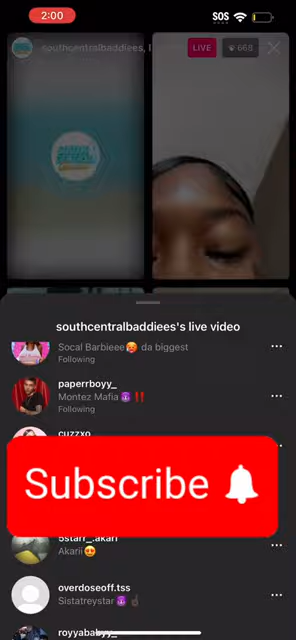 2:00
SOS
southcentralbaddiees, l
LIVE
668
southcentralbaddiees's live video
Socal Barbieee🥵 da biggest
Following
paperrboyy_
Montez Mafia😈‼️
Following
cuzzxo
Subscribe 🔔
5starr_.akari
Akarii😍
overdoseoff.tss
Sistatreystar😈☝🏿
royyababyy_